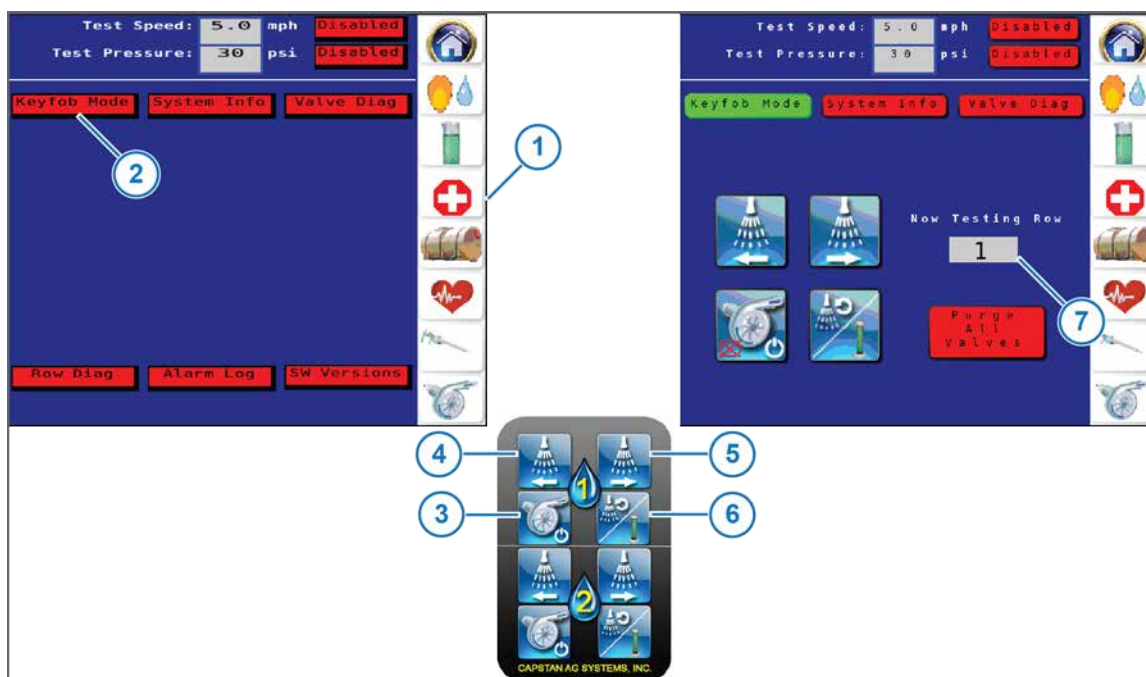 Test Speed: 5.0 mph Disabled
Test Pressure: 30 psi Disabled
Keyfob Mode System Info Valve Diag
2
1
Row Diag Alarm Log SW Versions
Test Speed: 5.0 mph Disabled
Test Pressure: 30 psi Disabled
Keyfob Mode System Info Valve Diag
Now Testing Row
1
7
Purge
All
Valves
4
5
1
3
6
2
CAPSTAN AG SYSTEMS, INC.